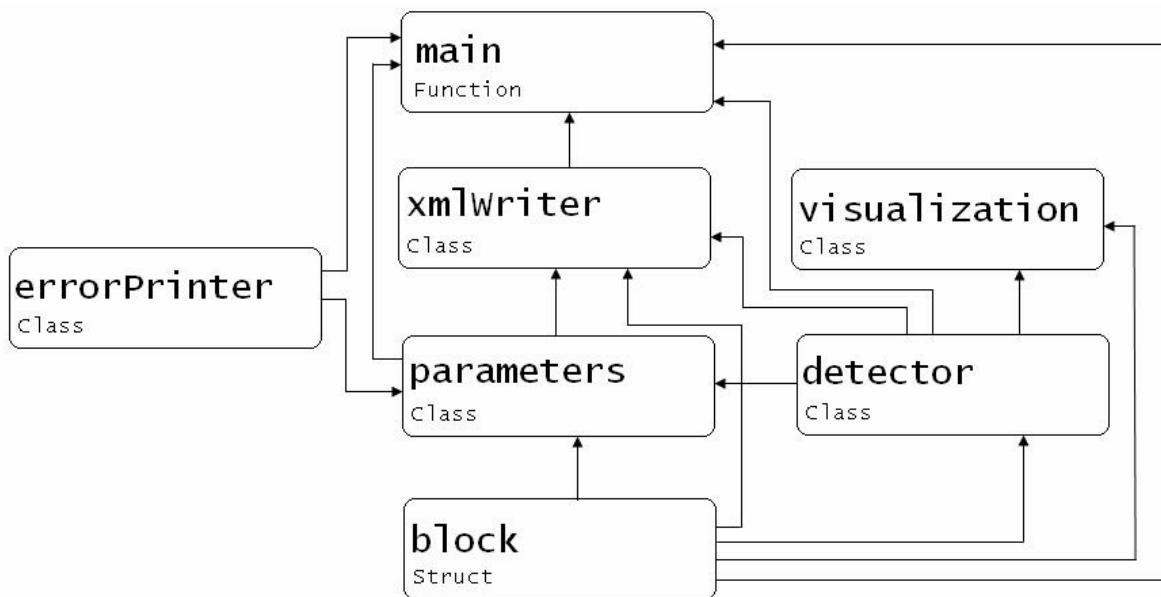 main
Function
xmlWriter
Class
visualization
Class
errorPrinter
Class
parameters
Class
detector
Class
block
Struct